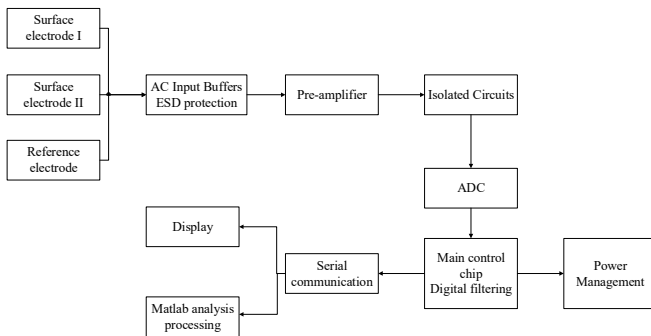 Surface
electrode I
Surface
electrode II
Reference
electrode
AC Input Buffers
ESD protection
Pre-amplifier
Isolated Circuits
ADC
Main control
chip
Digital filtering
Power
Management
Serial
communication
Display
Matlab analysis
processing